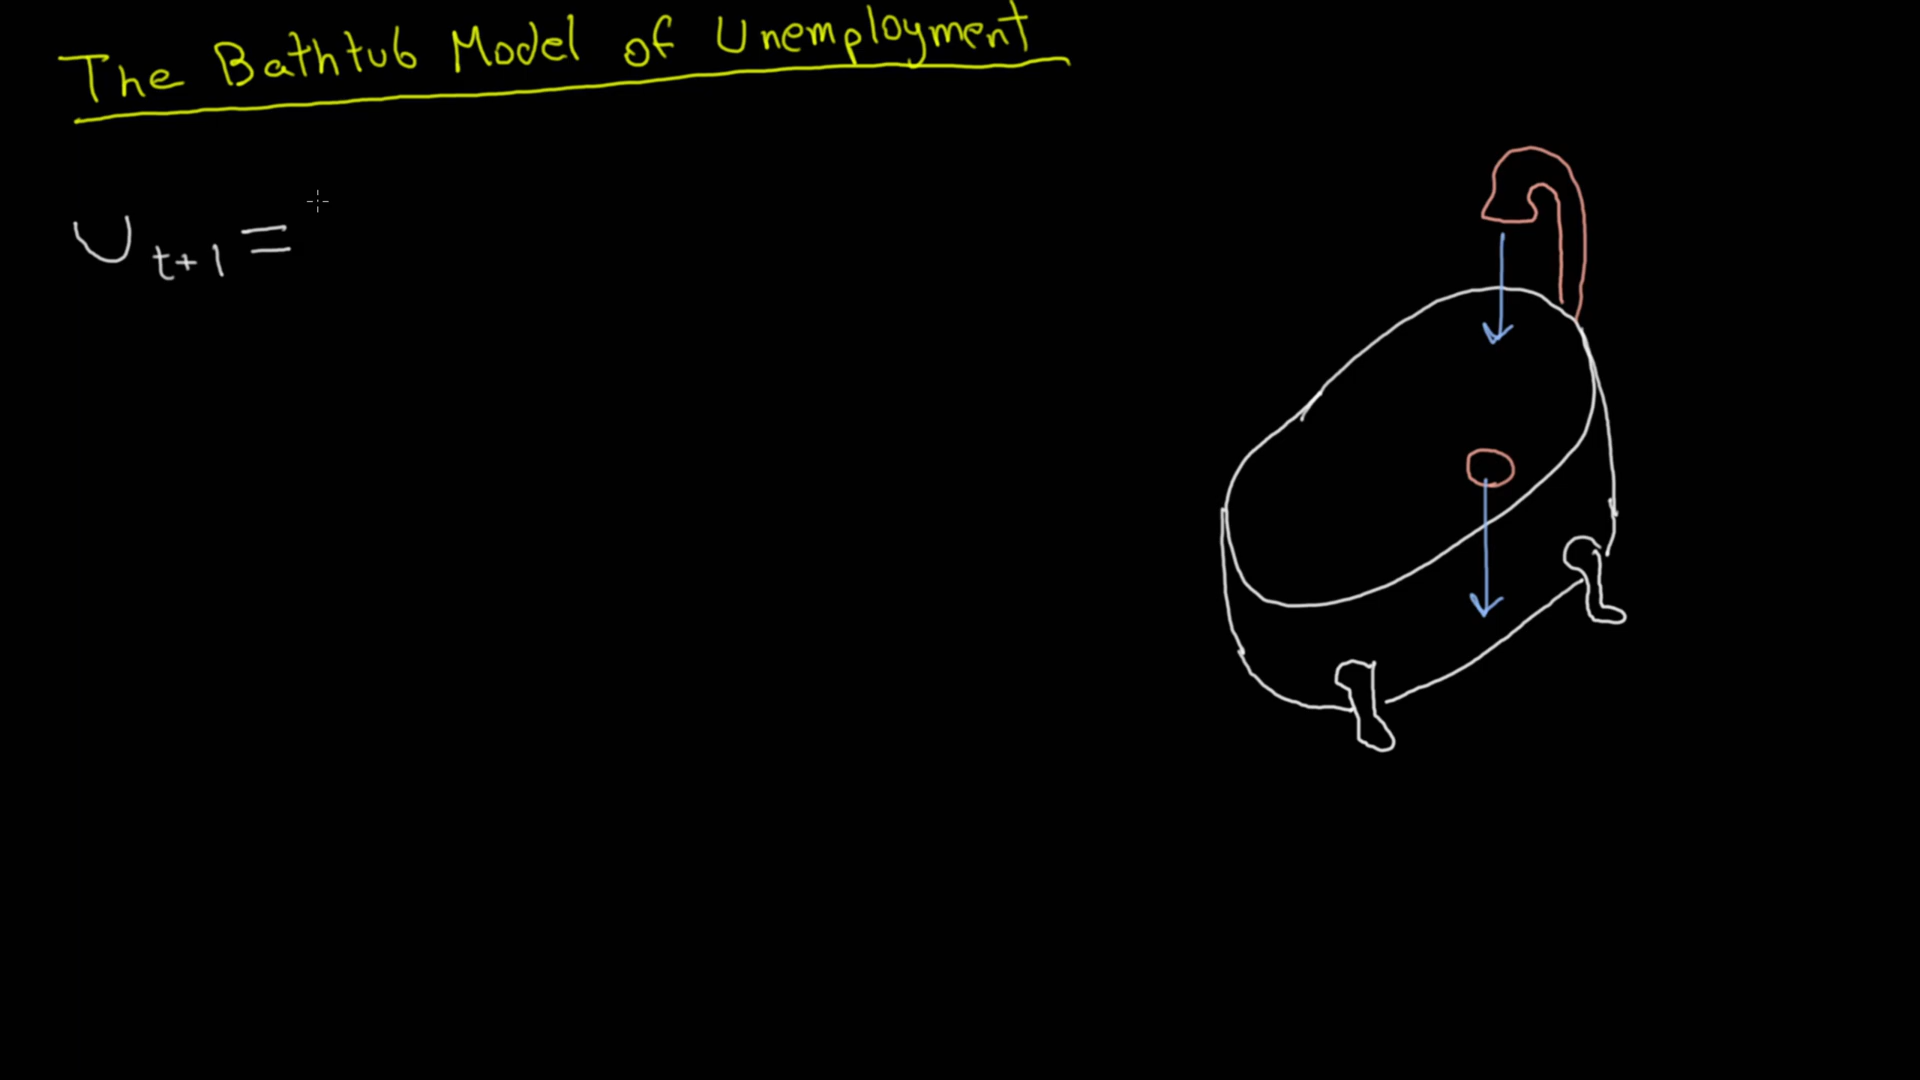 The Bathtub Model of Unemployment
U t+1 =